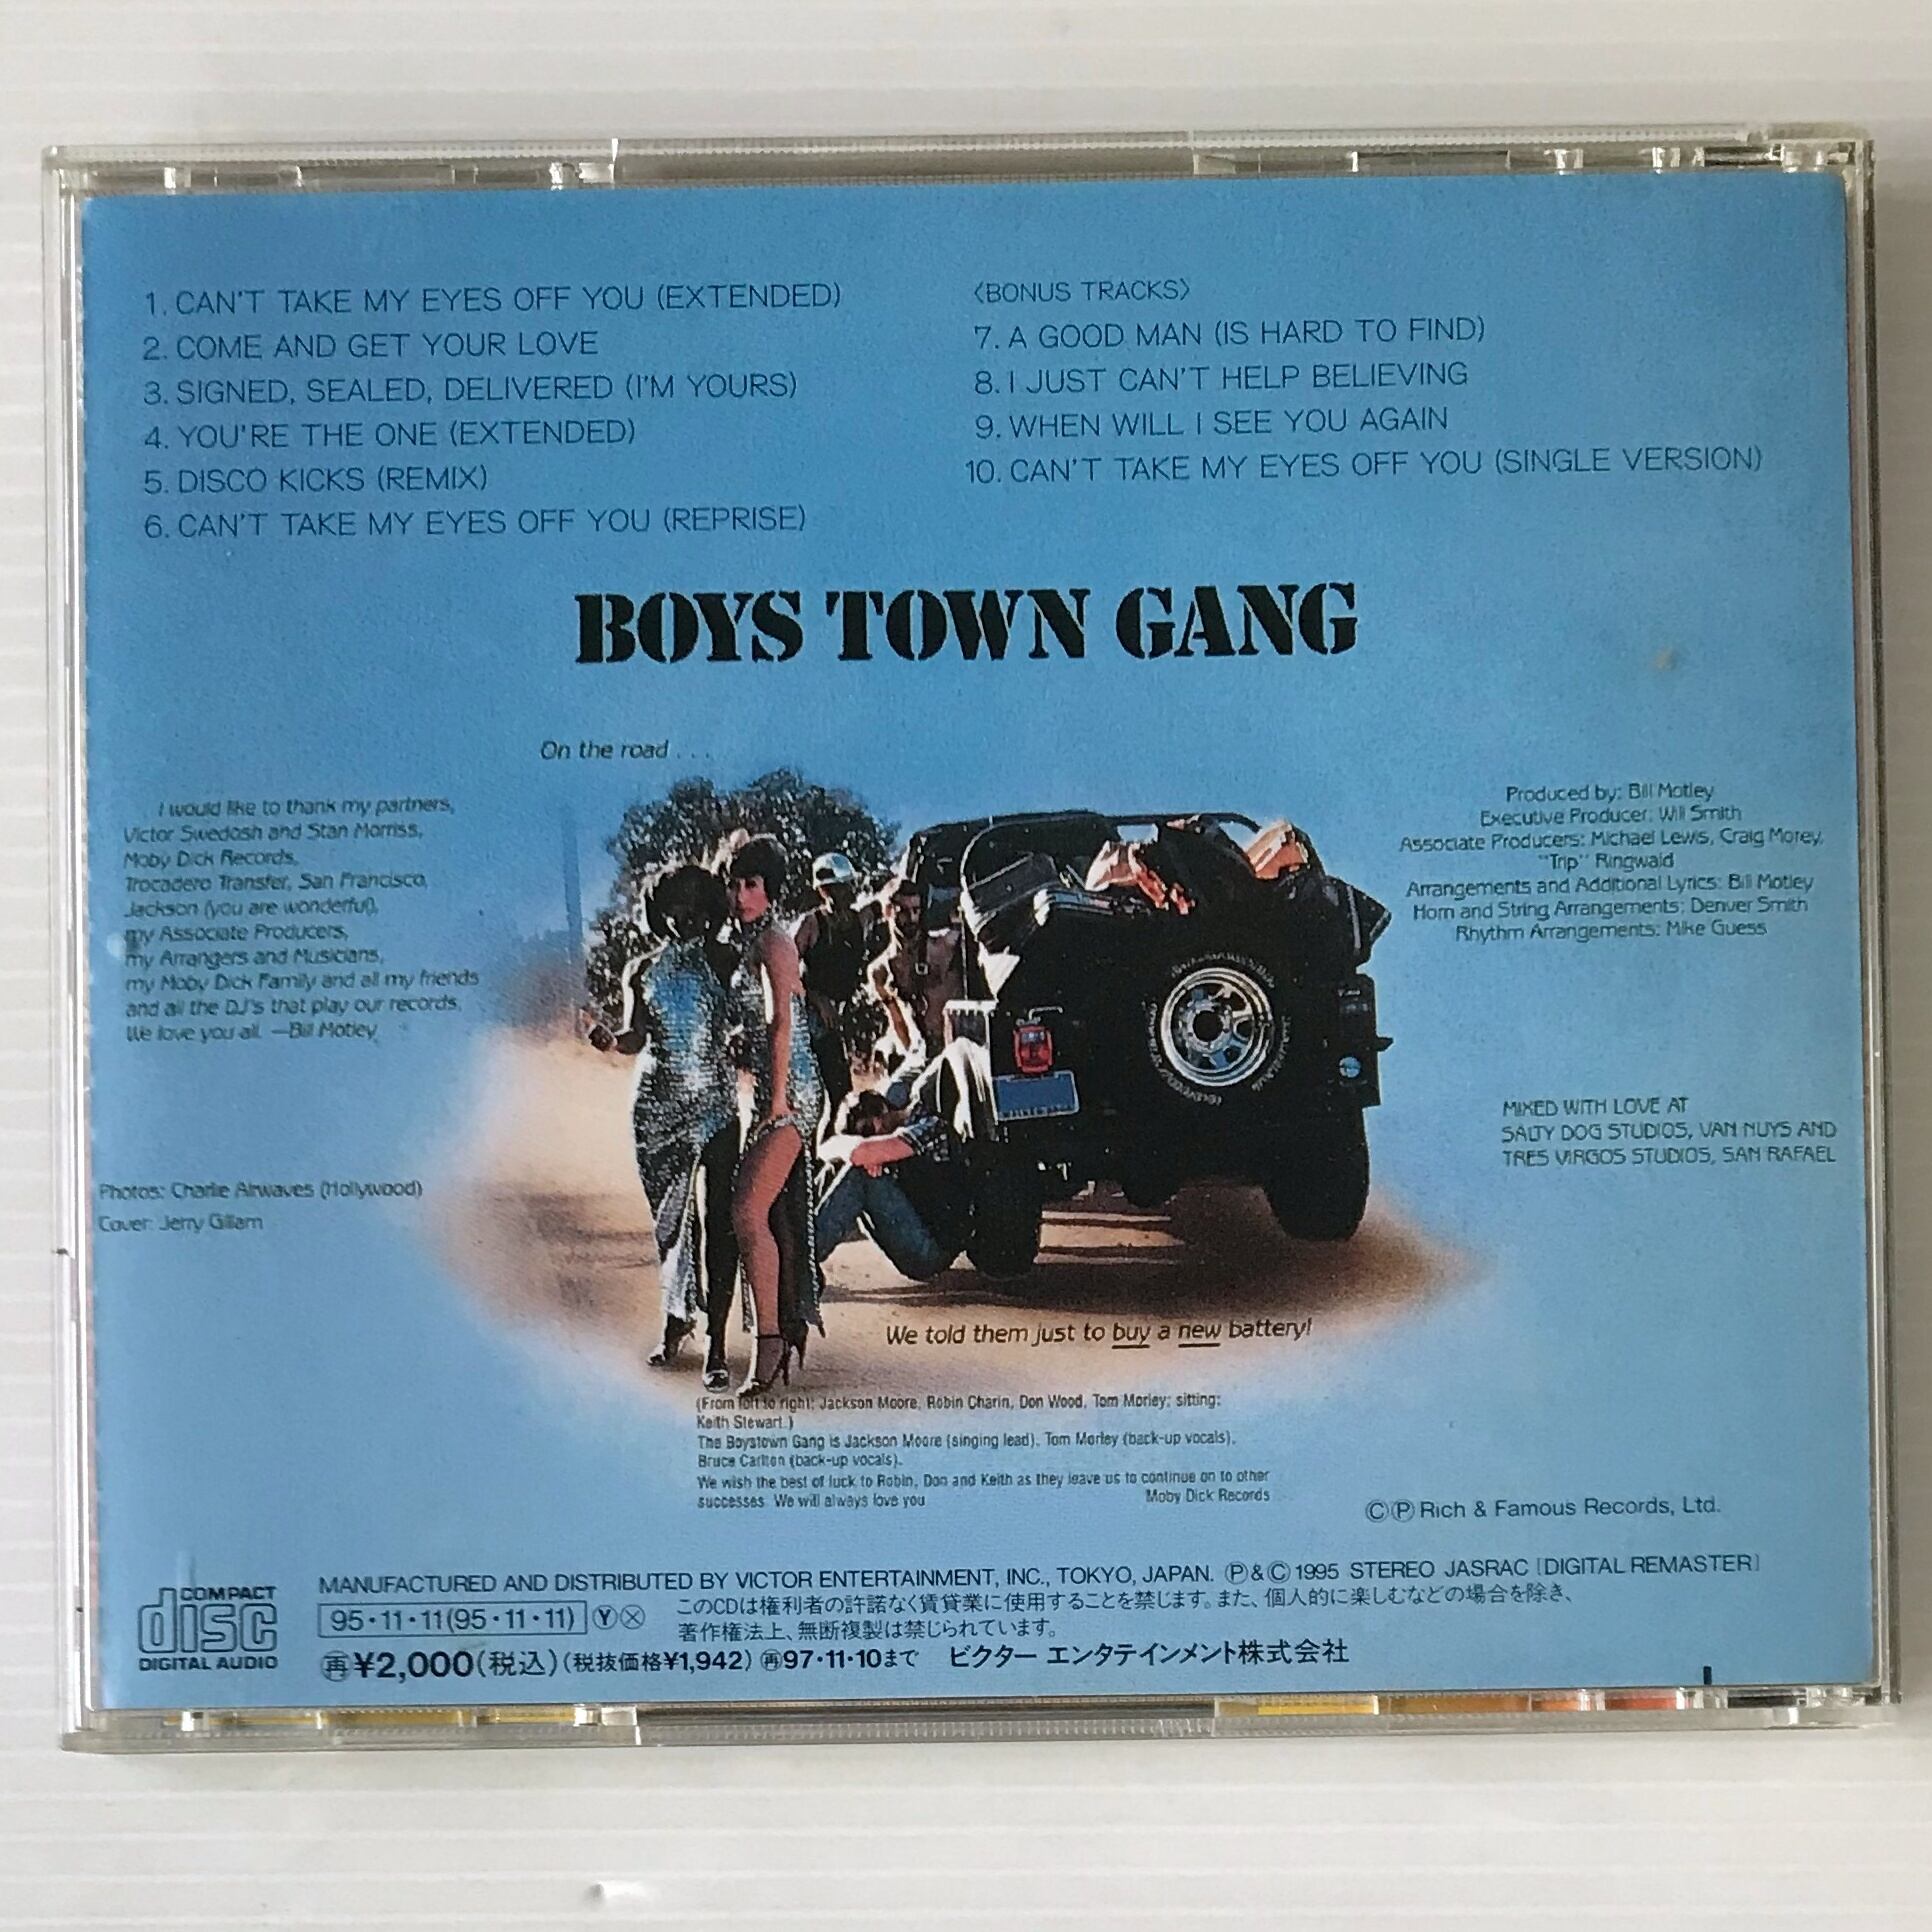 1. CAN'T TAKE MY EYES OFF YOU (EXTENDED)
2. COME AND GET YOUR LOVE
3. SIGNED, SEALED, DELIVERED (I'M YOURS)
4. YOU'RE THE ONE (EXTENDED)
5. DISCO KICKS (REMIX)
6. CAN'T TAKE MY EYES OFF YOU (REPRISE)
〈BONUS TRACKS〉
7. A GOOD MAN (IS HARD TO FIND)
8. I JUST CAN'T HELP BELIEVING
9. WHEN WILL I SEE YOU AGAIN
10. CAN'T TAKE MY EYES OFF YOU (SINGLE VERSION)
BOYS TOWN GANG
On the road . . .
I would like to thank my partners,
Victor Swedosh and Stan Morriss,
Moby Dick Records,
Trocadero Transfer, San Francisco,
Jackson (you are wonderful),
my Associate Producers,
my Arrangers and Musicians,
my Moby Dick Family and all my friends
and all the DJ's that play our records,
We love you all. —Bill Motley
Photos: Charlie Airwaves (Hollywood)
Cover: Jerry Gillam
Produced by: Bill Motley
Executive Producer: Will Smith
Associate Producers: Michael Lewis, Craig Morey,
"Trip" Ringwald
Arrangements and Additional Lyrics: Bill Motley
Horn and String Arrangements: Denver Smith
Rhythm Arrangements: Mike Guess
MIXED WITH LOVE AT
SALTY DOG STUDIOS, VAN NUYS AND
TRES VIRGOS STUDIOS, SAN RAFAEL
We told them just to buy a new battery!
(From left to right: Jackson Moore, Robin Charin, Don Wood, Tom Morley; sitting:
Keith Stewart.)
The Boystown Gang is Jackson Moore (singing lead), Tom Morley (back-up vocals),
Bruce Carlton (back-up vocals).
We wish the best of luck to Robin, Don and Keith as they leave us to continue on to other
successes. We will always love you
Moby Dick Records
ⒸⓅ Rich & Famous Records, Ltd.
COMPACT
disc
DIGITAL AUDIO
MANUFACTURED AND DISTRIBUTED BY VICTOR ENTERTAINMENT, INC., TOKYO, JAPAN. Ⓟ&Ⓒ 1995 STEREO JASRAC [DIGITAL REMASTER]
95・11・11(95・11・11) Ⓨ Ⓧ
このCDは権利者の許諾なく賃貸業に使用することを禁じます。また、個人的に楽しむなどの場合を除き、
著作権法上、無断複製は禁じられています。
再 ¥2,000(税込)(税抜価格¥1,942) 再97・11・10まで ビクター エンタテインメント株式会社